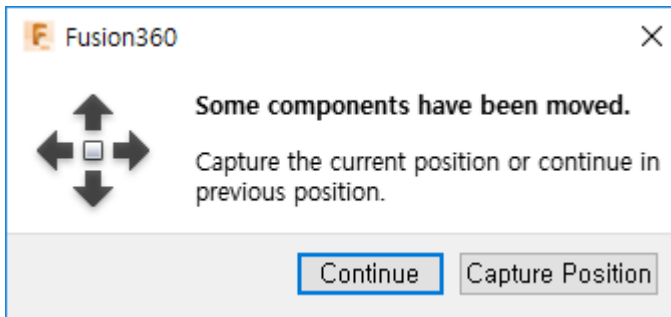 Fusion360
Some components have been moved.
Capture the current position or continue in
previous position.
Continue
Capture Position